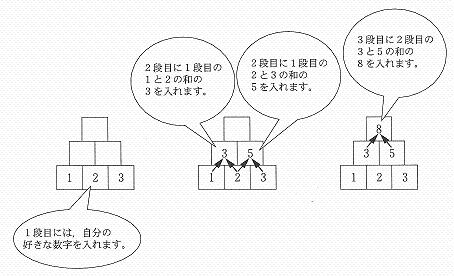 3段目に2段目の
3と5の和の
8を入れます。
2段目に1段目の
1と2の和の
3を入れます。
2段目に1段目の
2と3の和の
5を入れます。
1 2 3
3 5
1 2 3
8
3 5
1 2 3
1段目には，自分の
好きな数字を入れます。